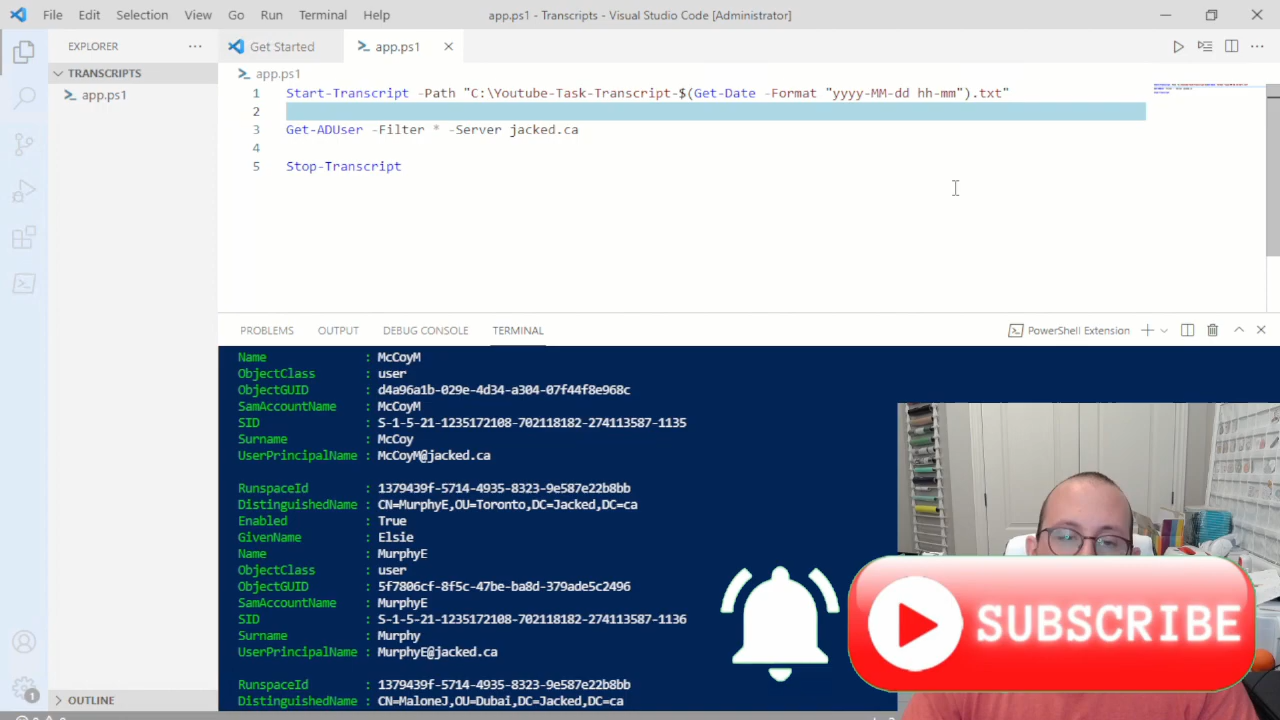 File Edit Selection View Go Run Terminal Help app.ps1 - Transcripts - Visual Studio Code [Administrator]
EXPLORER
TRANSCRIPTS
app.ps1
OUTLINE
1
Get Started app.ps1
app.ps1
1 Start-Transcript -Path "C:\Verbose-Task-Transcript-$(Get-Date -Format "yyyy-MM-dd hh-mm").txt"
2
3 Get-ADUser -Filter * -Server jacked.ca
4
5 Stop-Transcript
PROBLEMS OUTPUT DEBUG CONSOLE TERMINAL PowerShell Extension
Name : McCoyM
ObjectClass : user
ObjectGUID : d4a96a1b-029e-4d34-a304-07f44f8e968c
SamAccountName : McCoyM
SID : S-1-5-21-1235172108-702118182-274113587-1135
Surname : McCoy
UserPrincipalName : McCoyM@jacked.ca
RunspaceId : 1379439f-5714-4935-8323-9e587e22b8bb
DistinguishedName : CN=MurphyE,OU=Toronto,DC=Jacked,DC=ca
Enabled : True
GivenName : Elsie
Name : MurphyE
ObjectClass : user
ObjectGUID : 5f7806cf-8f5c-47be-ba8d-379ade5c2496
SamAccountName : MurphyE
SID : S-1-5-21-1235172108-702118182-274113587-1136
Surname : Murphy
UserPrincipalName : MurphyE@jacked.ca
RunspaceId : 1379439f-5714-4935-8323-9e587e22b8bb
DistinguishedName : CN=MaloneJ,OU=Dubai,DC=Jacked,DC=ca
SUBSCRIBE